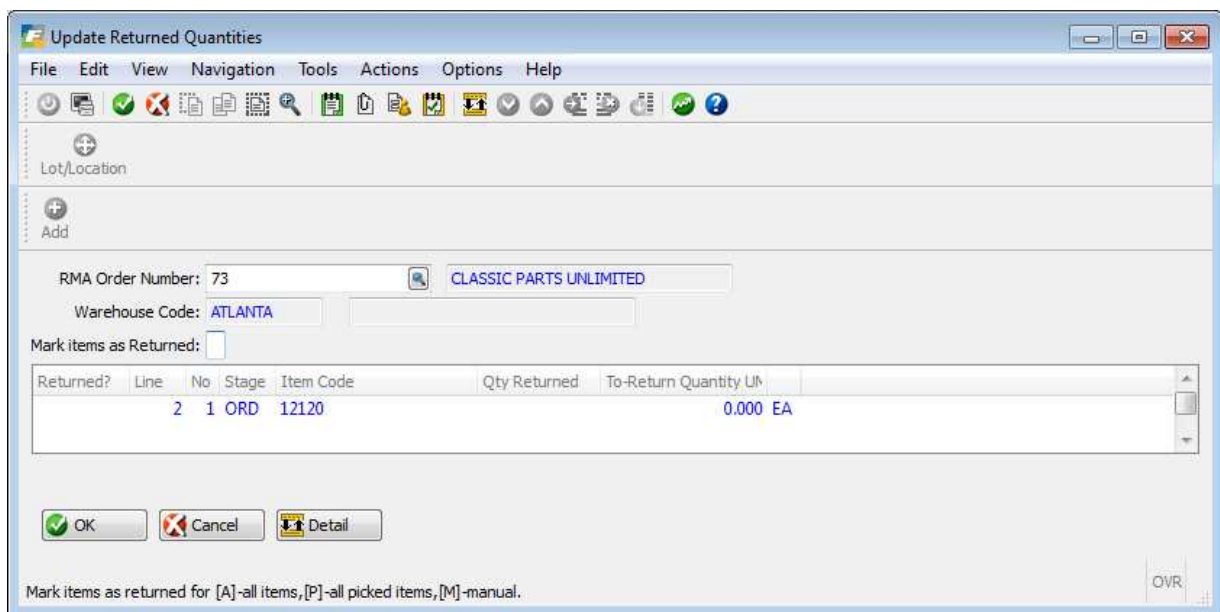 Update Returned Quantities
File Edit View Navigation Tools Actions Options Help
Lot/Location
Add
RMA Order Number: 73 CLASSIC PARTS UNLIMITED
Warehouse Code: ATLANTA
Mark items as Returned:
Returned? Line No Stage Item Code Qty Returned To-Return Quantity UM
2 1 ORD 12120 0.000 EA
OK Cancel Detail
Mark items as returned for [A]-all items,[P]-all picked items,[M]-manual.
OVR